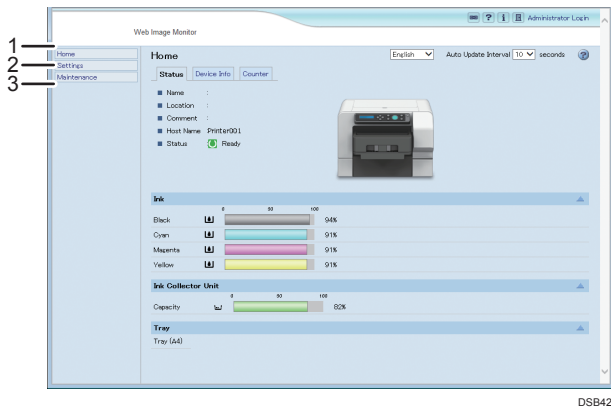 Administrator Login
Web Image Monitor
1
2
3
Home
Settings
Maintenance
Home
English
Auto Update Interval 10 seconds
Status
Device Info
Counter
Name :
Location :
Comment :
Host Name :Printer001
Status : Ready
Ink
0 50 100
Black 94%
Cyan 91%
Magenta 91%
Yellow 91%
Ink Collector Unit
0 50 100
Capacity 82%
Tray
Tray (A4)
DSB42